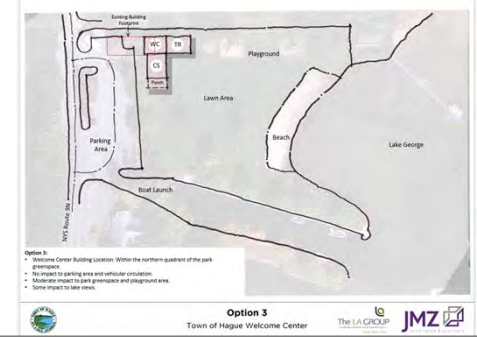 Existing Building
Footprint
WC
TR
CS
Porch
Playground
Lawn Area
Beach
Lake George
Parking
Area
Boat Launch
NYS Route 9N
Option 3:
• Welcome Center Building Location: Within the northern quadrant of the park
greenspace.
• No impact to parking area and vehicular circulation.
• Moderate impact to park greenspace and playground area.
• Some impact to lake views.
Option 3
Town of Hague Welcome Center
The LA GROUP
JMZ